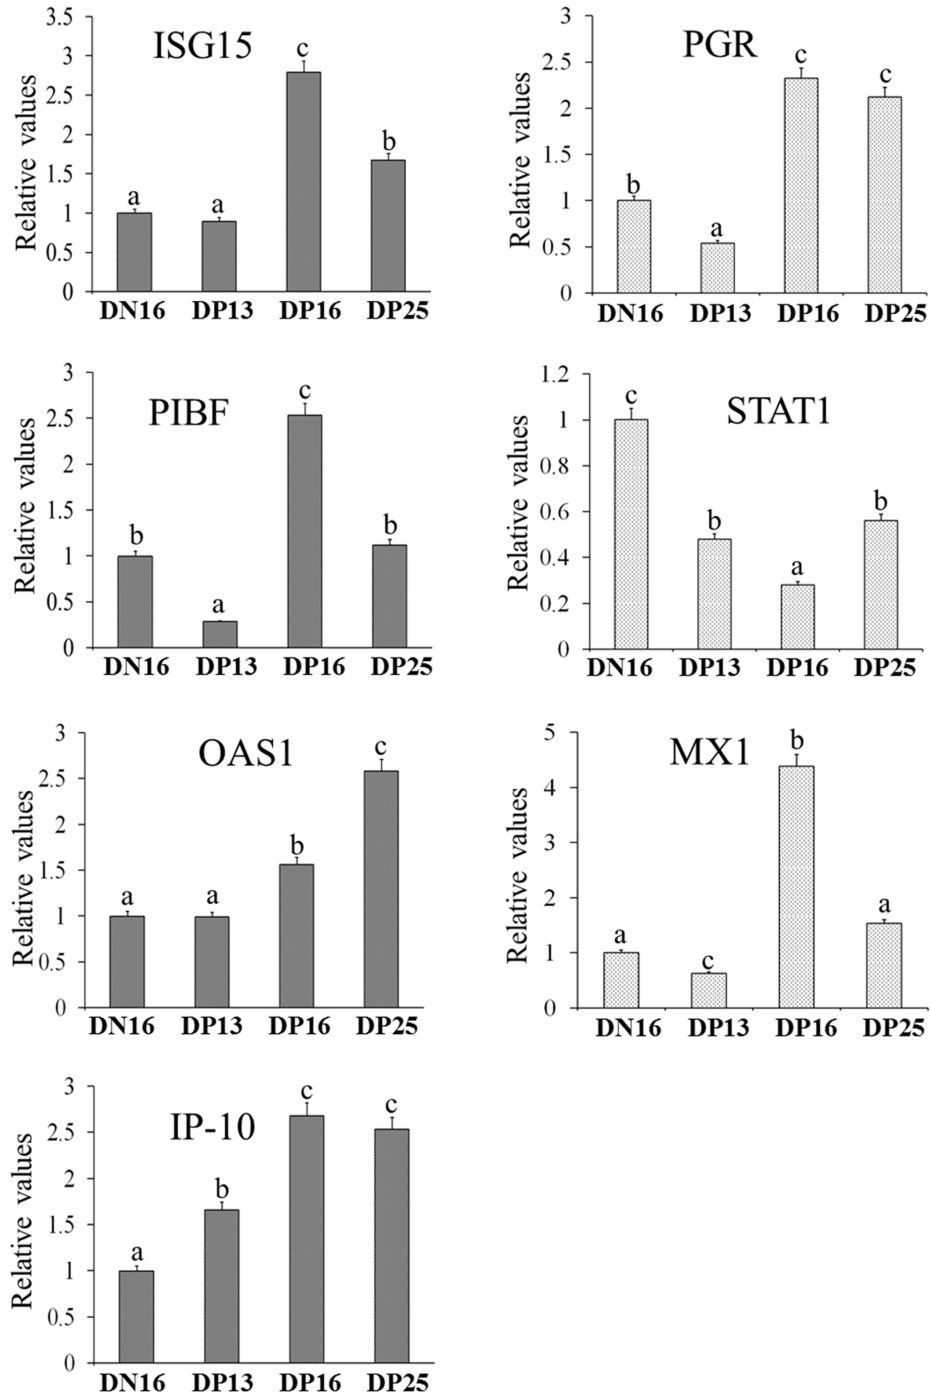 ISG15
Relative values
3.5
3
2.5
2
1.5
1
0.5
0
a
a
c
b
DN16 DP13 DP16 DP25
PGR
Relative values
3
2.5
2
1.5
1
0.5
0
b
a
c
c
DN16 DP13 DP16 DP25
PIBF
Relative values
3
2.5
2
1.5
1
0.5
0
b
a
c
b
DN16 DP13 DP16 DP25
STAT1
Relative values
1.2
1
0.8
0.6
0.4
0.2
0
c
b
a
b
DN16 DP13 DP16 DP25
OAS1
Relative values
3
2.5
2
1.5
1
0.5
0
a
a
b
c
DN16 DP13 DP16 DP25
MX1
Relative values
5
4
3
2
1
0
a
c
b
a
DN16 DP13 DP16 DP25
IP-10
Relative values
3
2.5
2
1.5
1
0.5
0
a
b
c
c
DN16 DP13 DP16 DP25